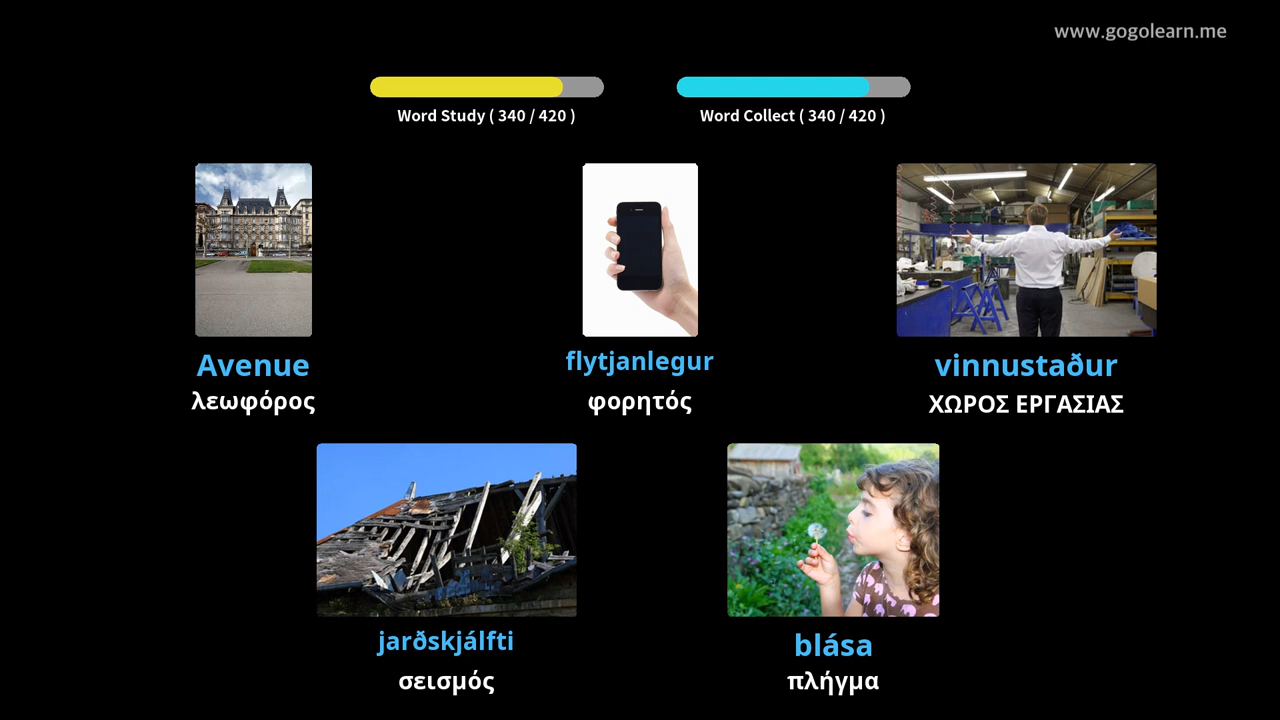 www.gogolearn.me
Word Study ( 340 / 420 )
Word Collect ( 340 / 420 )
Avenue
λεωφόρος
flytjanlegur
φορητός
vinnustaður
ΧΩΡΟΣ ΕΡΓΑΣΙΑΣ
jarðskjálfti
σεισμός
blása
πλήγμα